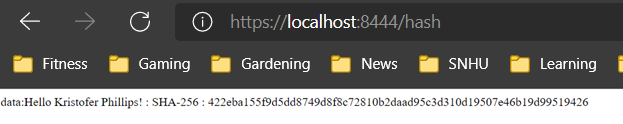 https://localhost:8444/hash
Fitness Gaming Gardening News SNHU Learning
data:Hello Kristofer Phillips! : SHA-256 : 422eba155f9d5dd8749d8f8c72810b2daad95c3d310d19507e46b19d99519426